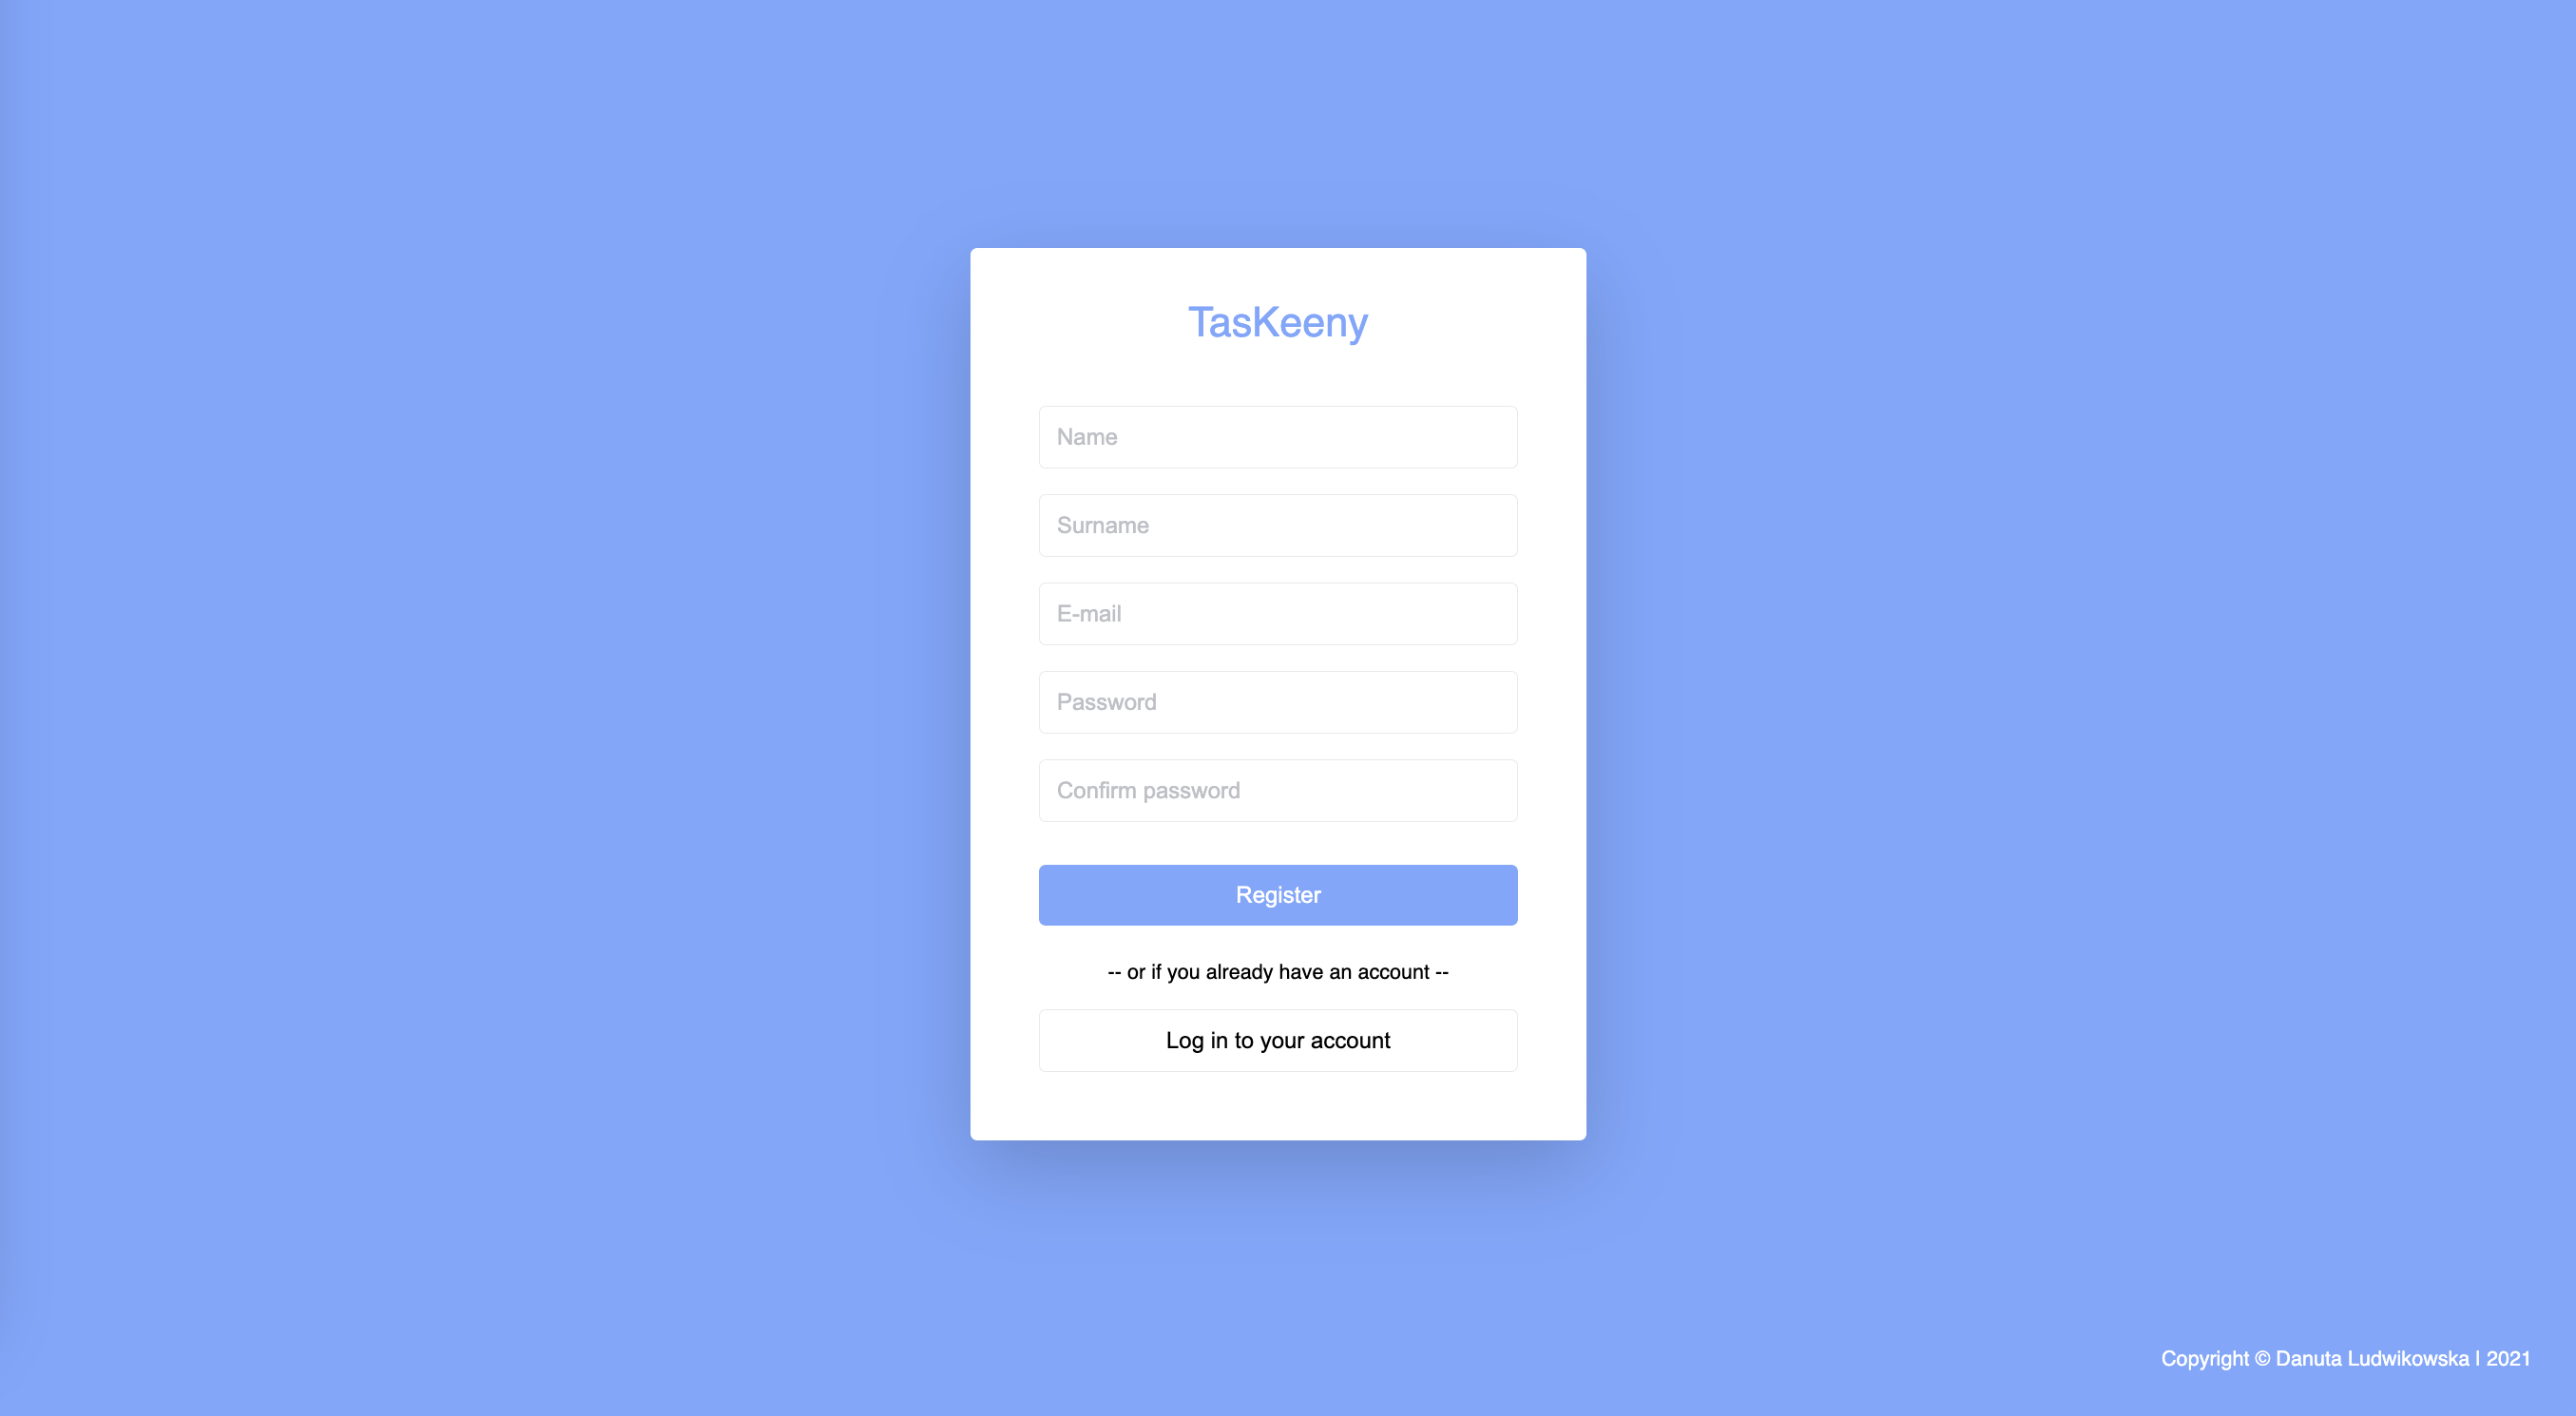 TasKeeny
Name
Surname
E-mail
Password
Confirm password
Register
-- or if you already have an account --
Log in to your account
Copyright © Danuta Ludwikowska | 2021